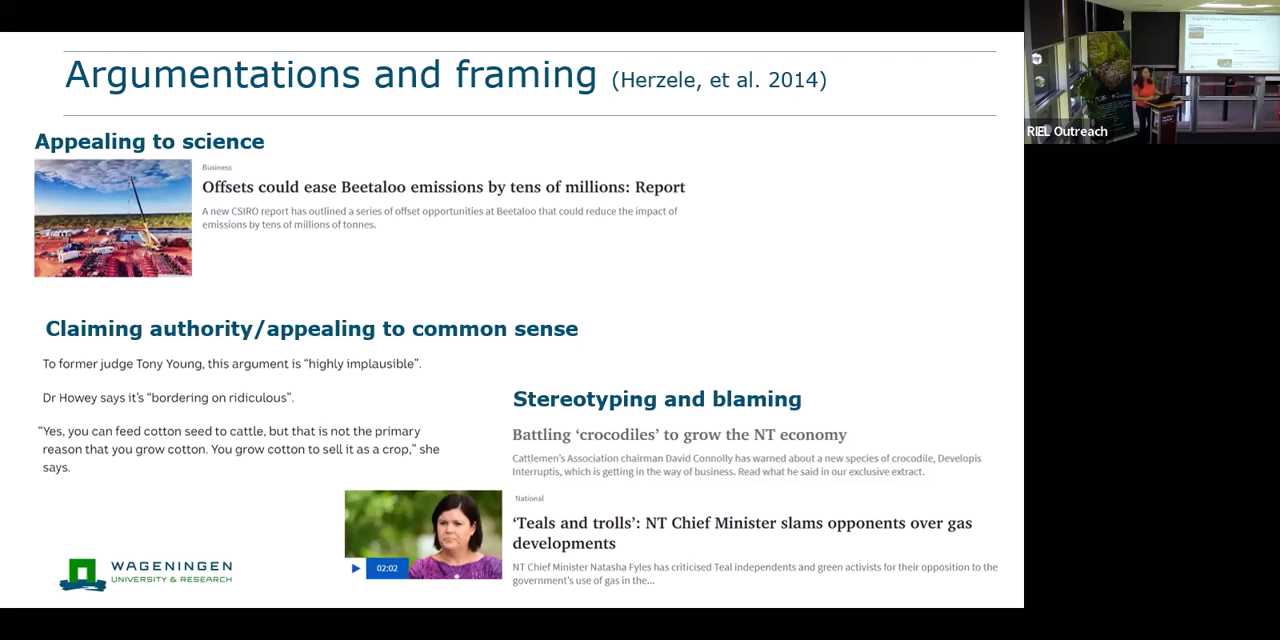 Argumentations and framing (Herzele, et al. 2014)
Appealing to science
Business
Offsets could ease Beetaloo emissions by tens of millions: Report
A new CSIRO report has outlined a series of offset opportunities at Beetaloo that could reduce the impact of
emissions by tens of millions of tonnes.
Claiming authority/appealing to common sense
To former judge Tony Young, this argument is “highly implausible”.
Dr Howey says it’s “bordering on ridiculous”.
“Yes, you can feed cotton seed to cattle, but that is not the primary
reason that you grow cotton. You grow cotton to sell it as a crop,” she
says.
Stereotyping and blaming
Battling ‘crocodiles’ to grow the NT economy
Cattlemen’s Association chairman David Connolly has warned about a new species of crocodile, Developis
Interruptis, which is getting in the way of business. Read what he said in our exclusive extract.
National
‘Teals and trolls’: NT Chief Minister slams opponents over gas
developments
NT Chief Minister Natasha Fyles has criticised Teal independents and green activists for their opposition to the
government’s use of gas in the...
02:02
WAGENINGEN
UNIVERSITY & RESEARCH
RIEL Outreach